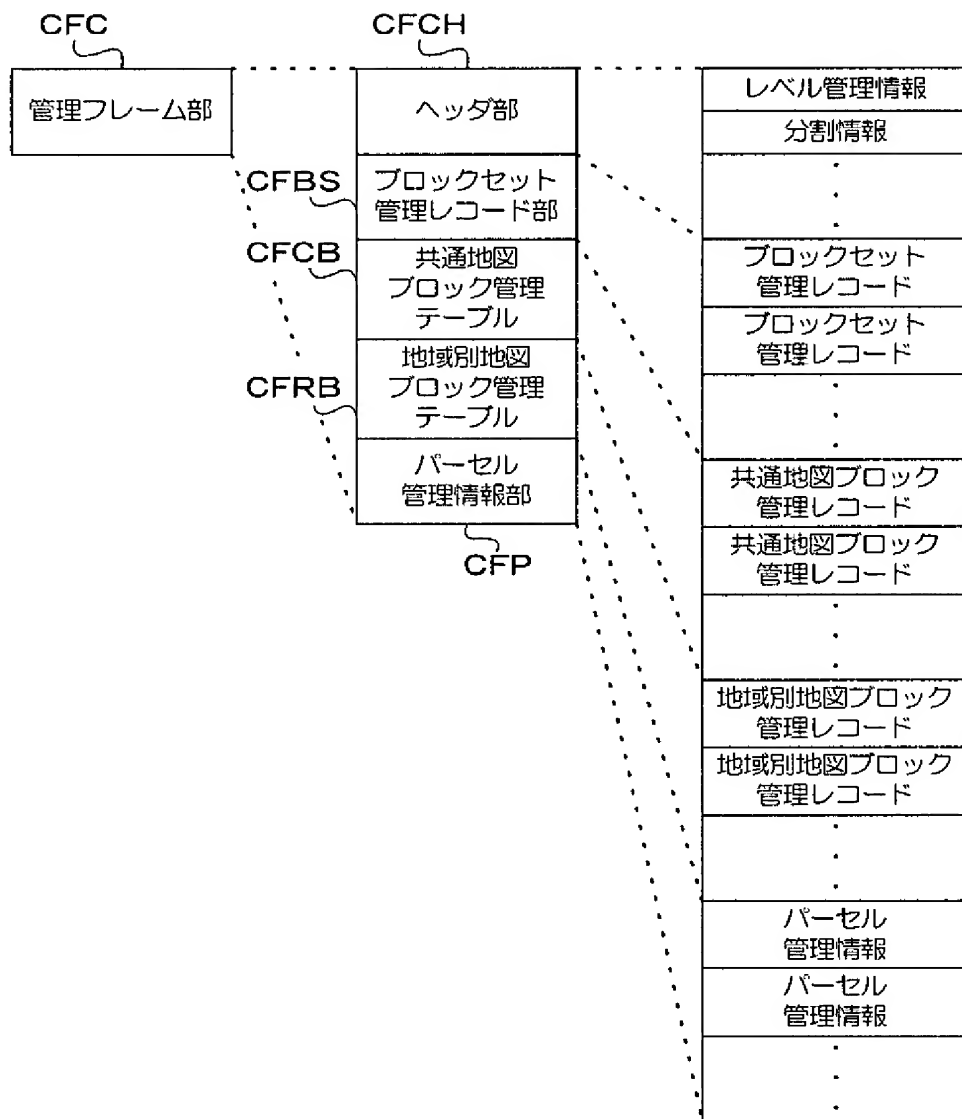 CFC
管理フレーム部
CFCH
ヘッダ部
CFBS
ブロックセット
管理レコード部
CFCB
共通地図
ブロック管理
テーブル
CFRB
地域別地図
ブロック管理
テーブル
パーセル
管理情報部
CFP
レベル管理情報
分割情報
ブロックセット
管理レコード
ブロックセット
管理レコード
共通地図ブロック
管理レコード
共通地図ブロック
管理レコード
地域別地図ブロック
管理レコード
地域別地図ブロック
管理レコード
パーセル
管理情報
パーセル
管理情報